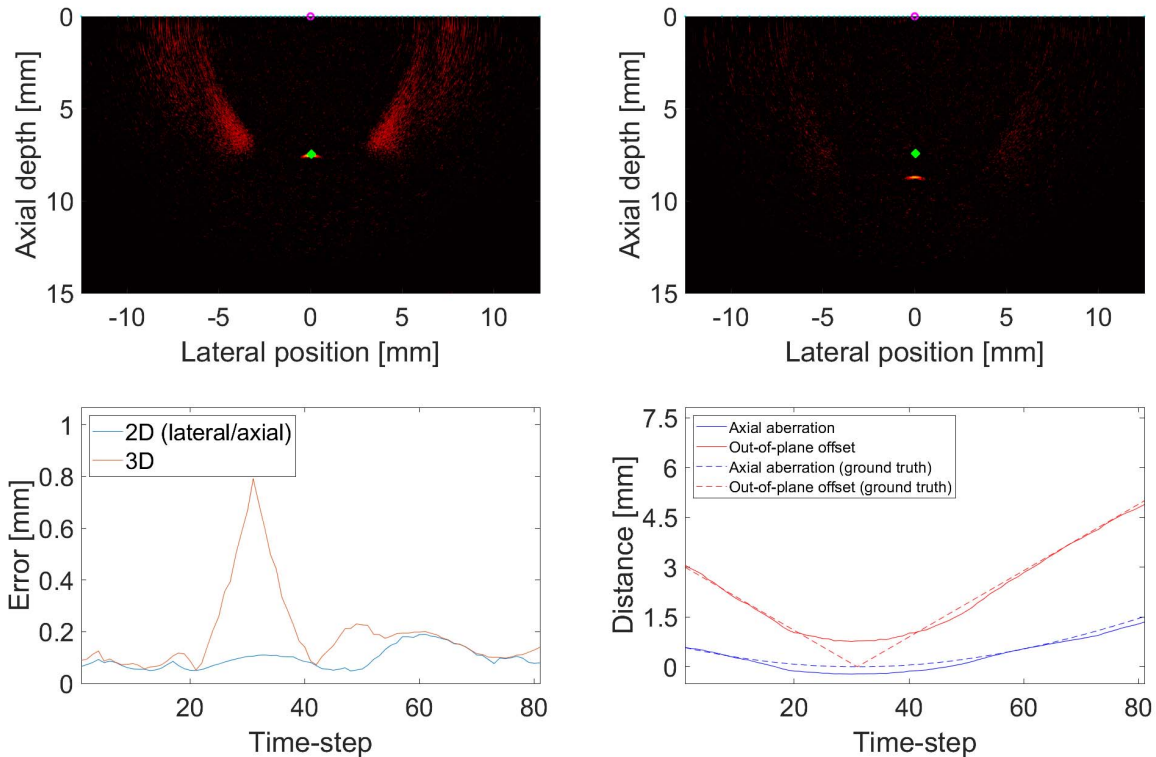 0
5
10
15
Axial depth [mm]
-10 -5 0 5 10
Lateral position [mm]
0
5
10
15
Axial depth [mm]
-10 -5 0 5 10
Lateral position [mm]
1
0.8
0.6
0.4
0.2
0
Error [mm]
2D (lateral/axial)
3D
20 40 60 80
Time-step
7.5
6
4.5
3
1.5
0
Distance [mm]
Axial aberration
Out-of-plane offset
Axial aberration (ground truth)
Out-of-plane offset (ground truth)
20 40 60 80
Time-step